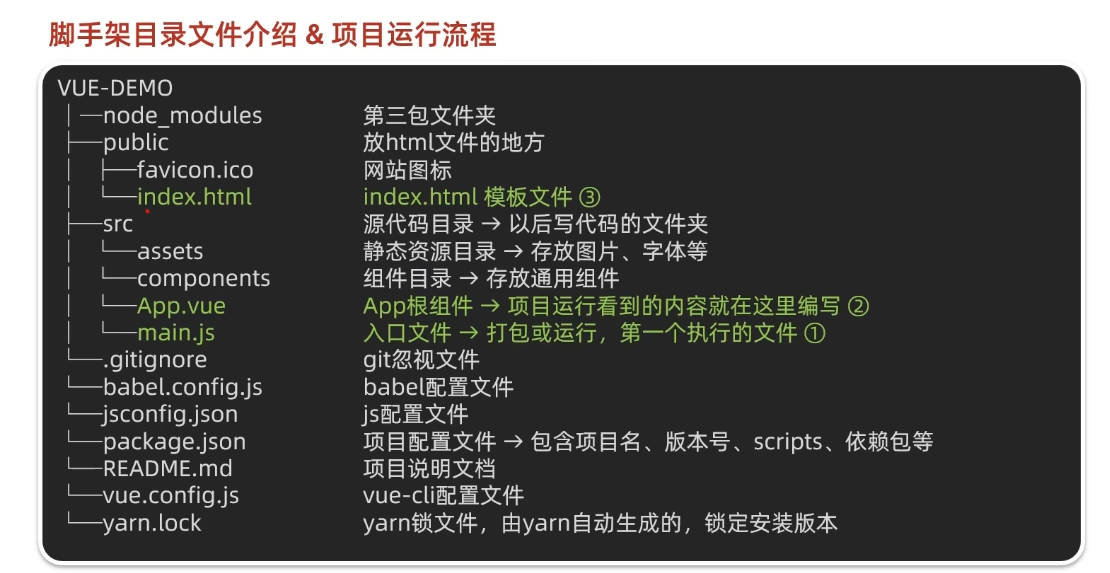 脚手架目录文件介绍 & 项目运行流程
VUE-DEMO
│─node_modules 第三包文件夹
├──public 放html文件的地方
│ ├──favicon.ico 网站图标
│ └──index.html index.html 模板文件 ③
├──src 源代码目录 → 以后写代码的文件夹
│ └──assets 静态资源目录 → 存放图片、字体等
│ └──components 组件目录 → 存放通用组件
│ └──App.vue App根组件 → 项目运行看到的内容就在这里编写 ②
│ └──main.js 入口文件 → 打包或运行，第一个执行的文件 ①
└──.gitignore git忽视文件
└──babel.config.js babel配置文件
└──jsconfig.json js配置文件
└──package.json 项目配置文件 → 包含项目名、版本号、scripts、依赖包等
└──README.md 项目说明文档
└──vue.config.js vue-cli配置文件
└──yarn.lock yarn锁文件，由yarn自动生成的，锁定安装版本